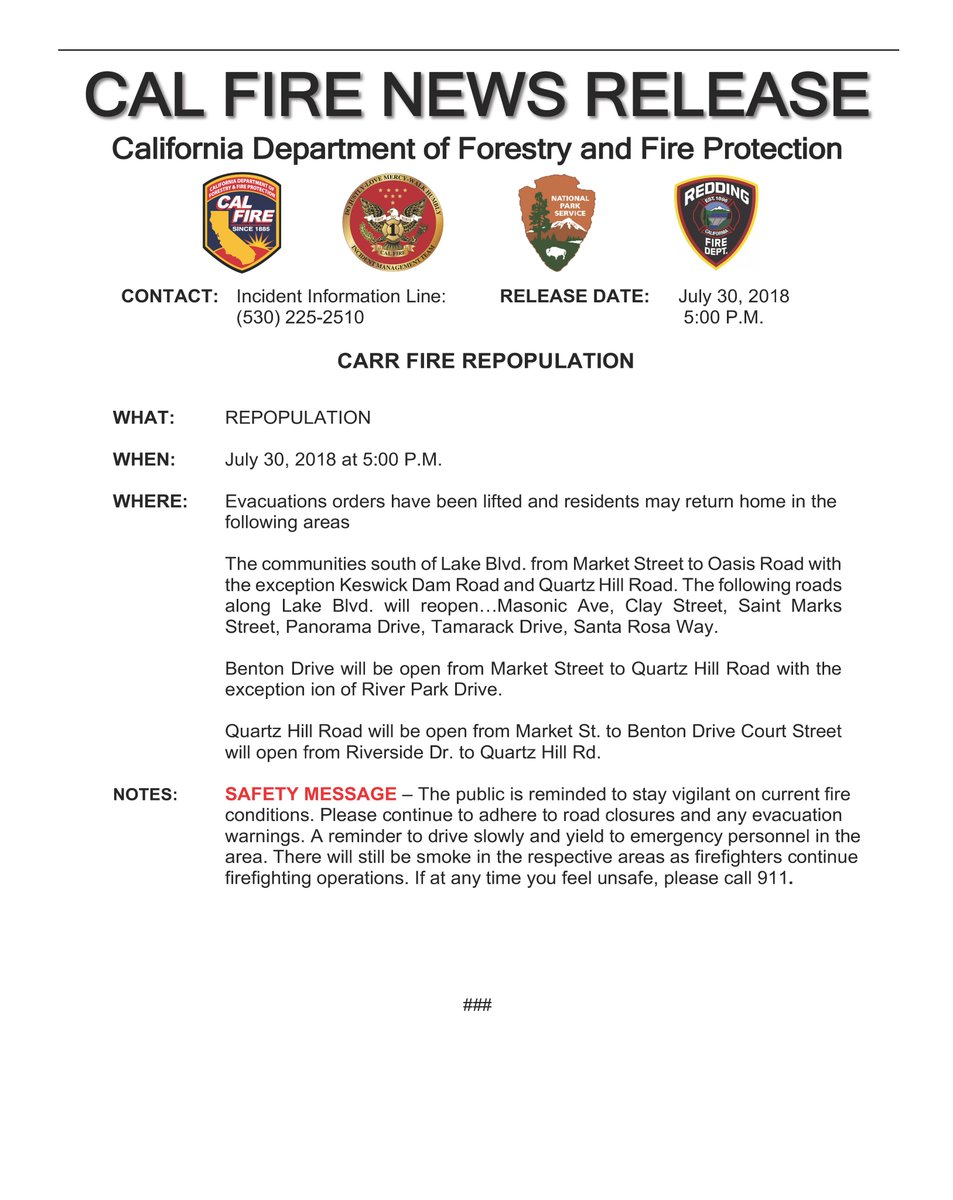 CAL FIRE NEWS RELEASE
California Department of Forestry and Fire Protection
CALIFORNIA DEPARTMENT OF
FORESTRY & FIRE PROTECTION
CAL
FIRE
SINCE 1885
LOVE MERCY WALK HUMBLY
1
CAL FIRE
INCIDENT MANAGEMENT TEAM
NATIONAL
PARK
SERVICE
REDDING
CALIFORNIA
FIRE
DEPT.
CONTACT: Incident Information Line: RELEASE DATE: July 30, 2018
(530) 225-2510 5:00 P.M.
CARR FIRE REPOPULATION
WHAT: REPOPULATION
WHEN: July 30, 2018 at 5:00 P.M.
WHERE: Evacuations orders have been lifted and residents may return home in the
following areas
The communities south of Lake Blvd. from Market Street to Oasis Road with
the exception Keswick Dam Road and Quartz Hill Road. The following roads
along Lake Blvd. will reopen…Masonic Ave, Clay Street, Saint Marks
Street, Panorama Drive, Tamarack Drive, Santa Rosa Way.
Benton Drive will be open from Market Street to Quartz Hill Road with the
exception ion of River Park Drive.
Quartz Hill Road will be open from Market St. to Benton Drive Court Street
will open from Riverside Dr. to Quartz Hill Rd.
NOTES: SAFETY MESSAGE – The public is reminded to stay vigilant on current fire
conditions. Please continue to adhere to road closures and any evacuation
warnings. A reminder to drive slowly and yield to emergency personnel in the
area. There will still be smoke in the respective areas as firefighters continue
firefighting operations. If at any time you feel unsafe, please call 911.
###